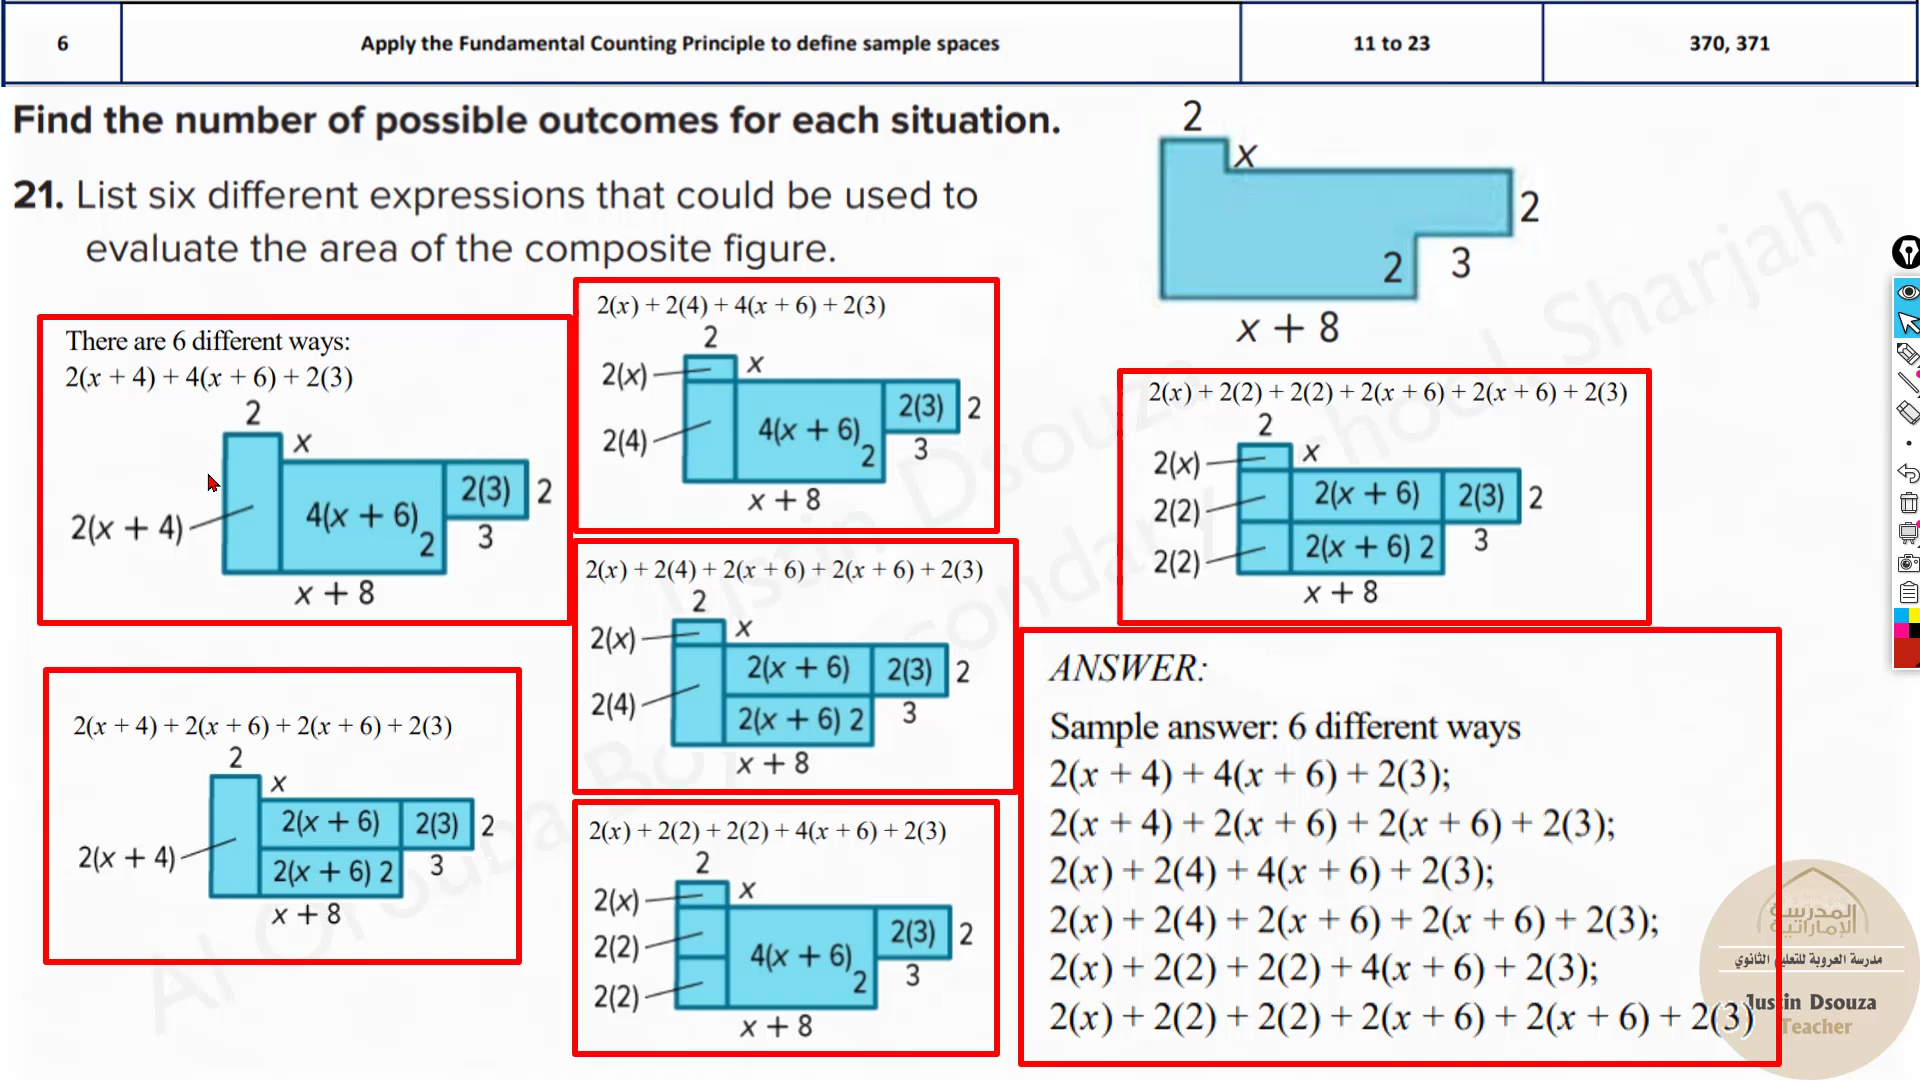 6
Apply the Fundamental Counting Principle to define sample spaces
11 to 23
370, 371
Find the number of possible outcomes for each situation.
21. List six different expressions that could be used to
evaluate the area of the composite figure.
2
x
2
2
3
x + 8
There are 6 different ways:
2(x + 4) + 4(x + 6) + 2(3)
2
x
2(3)
2
4(x + 6)
2
3
2(x + 4)
x + 8
2(x) + 2(4) + 4(x + 6) + 2(3)
2
2(x)
x
2(3)
2
4(x + 6)
2(4)
2
3
x + 8
2(x) + 2(2) + 2(2) + 2(x + 6) + 2(x + 6) + 2(3)
2
2(x)
x
2(x + 6)
2(3)
2
2(2)
2(x + 6) 2
3
2(2)
x + 8
2(x + 4) + 2(x + 6) + 2(x + 6) + 2(3)
2
x
2(x + 6)
2(3)
2
2(x + 4)
2(x + 6) 2
3
x + 8
2(x) + 2(4) + 2(x + 6) + 2(x + 6) + 2(3)
2
2(x)
x
2(x + 6)
2(3)
2
2(4)
2(x + 6) 2
3
x + 8
2(x) + 2(2) + 2(2) + 4(x + 6) + 2(3)
2
2(x)
x
2(3)
2
2(2)
4(x + 6)
2
3
2(2)
x + 8
ANSWER:
Sample answer: 6 different ways
2(x + 4) + 4(x + 6) + 2(3);
2(x + 4) + 2(x + 6) + 2(x + 6) + 2(3);
2(x) + 2(4) + 4(x + 6) + 2(3);
2(x) + 2(4) + 2(x + 6) + 2(x + 6) + 2(3);
2(x) + 2(2) + 2(2) + 4(x + 6) + 2(3);
2(x) + 2(2) + 2(2) + 2(x + 6) + 2(x + 6) + 2(3)
المدرسة
الإماراتية
مدرسة العروبة للتعليم الثانوي
Justin Dsouza
Teacher